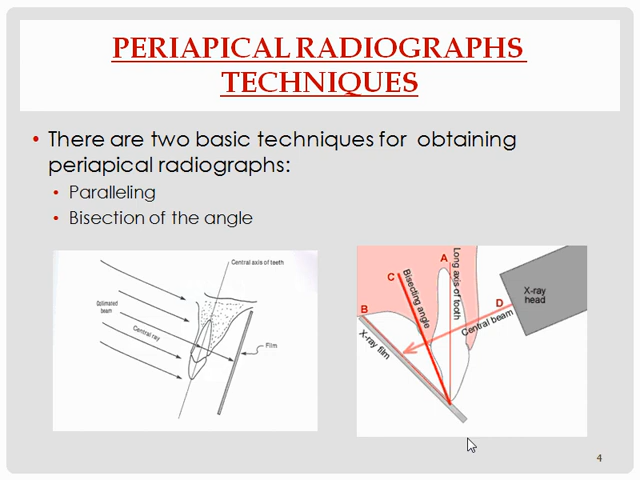 PERIAPICAL RADIOGRAPHS
TECHNIQUES
• There are two basic techniques for obtaining
periapical radiographs:
• Paralleling
• Bisection of the angle
Central axis of teeth
Optimated
beam
Central ray
Film
A
C
B
D
Long axis of tooth
Bisecting angle
X-ray
head
Central beam
X-ray film
4